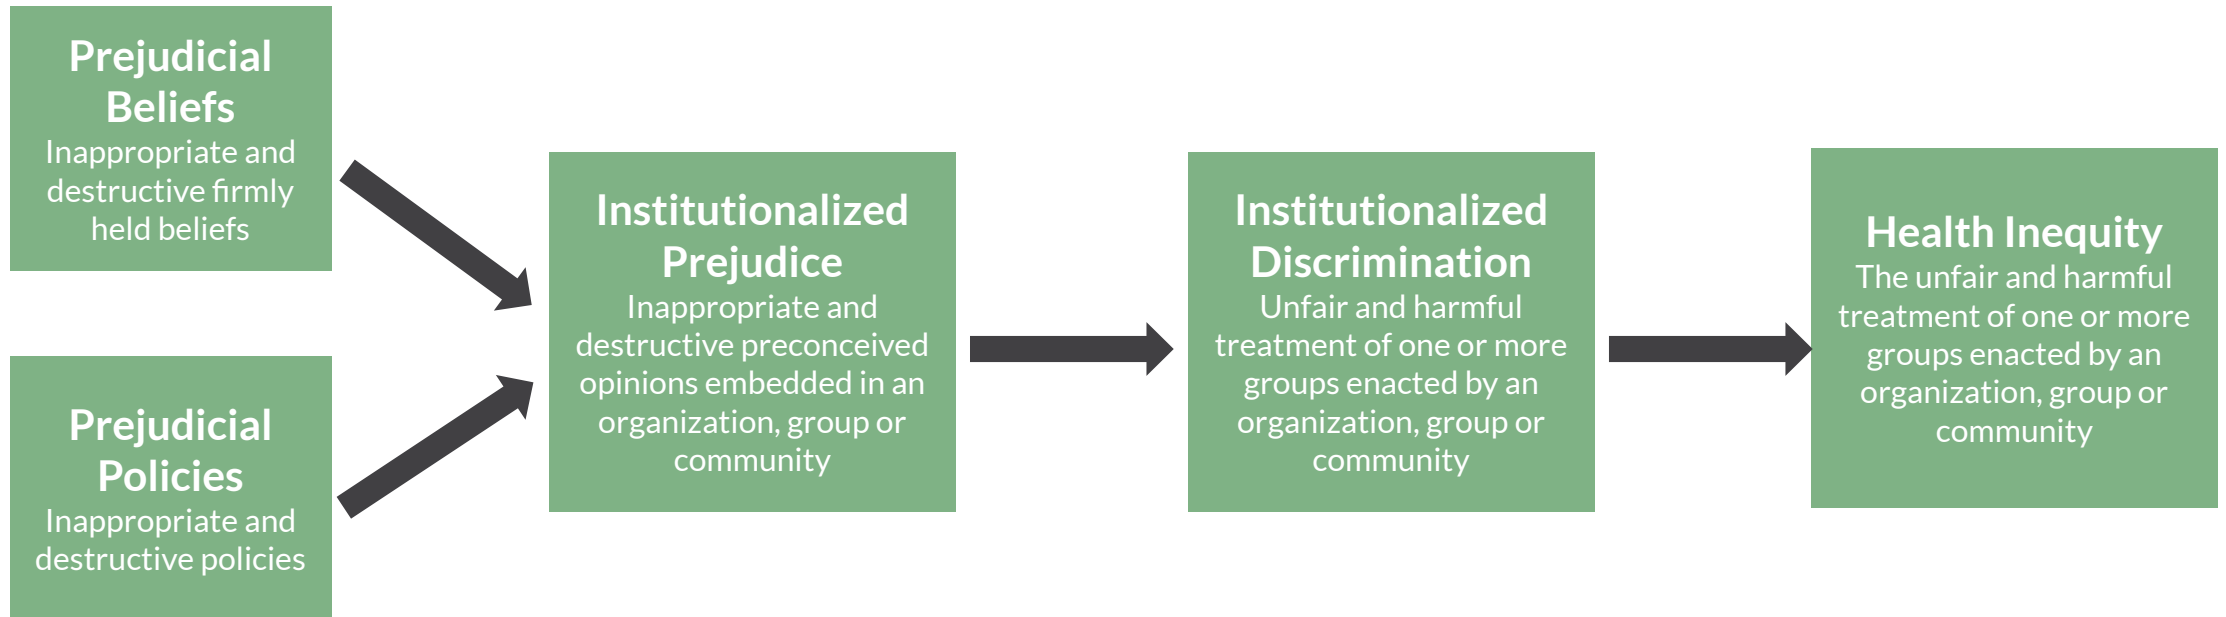 Prejudicial
Beliefs
Inappropriate and
destructive firmly
held beliefs
Prejudicial
Policies
Inappropriate and
destructive policies
Institutionalized
Prejudice
Inappropriate and
destructive preconceived
opinions embedded in an
organization, group or
community
Institutionalized
Discrimination
Unfair and harmful
treatment of one or more
groups enacted by an
organization, group or
community
Health Inequity
The unfair and harmful
treatment of one or more
groups enacted by an
organization, group or
community